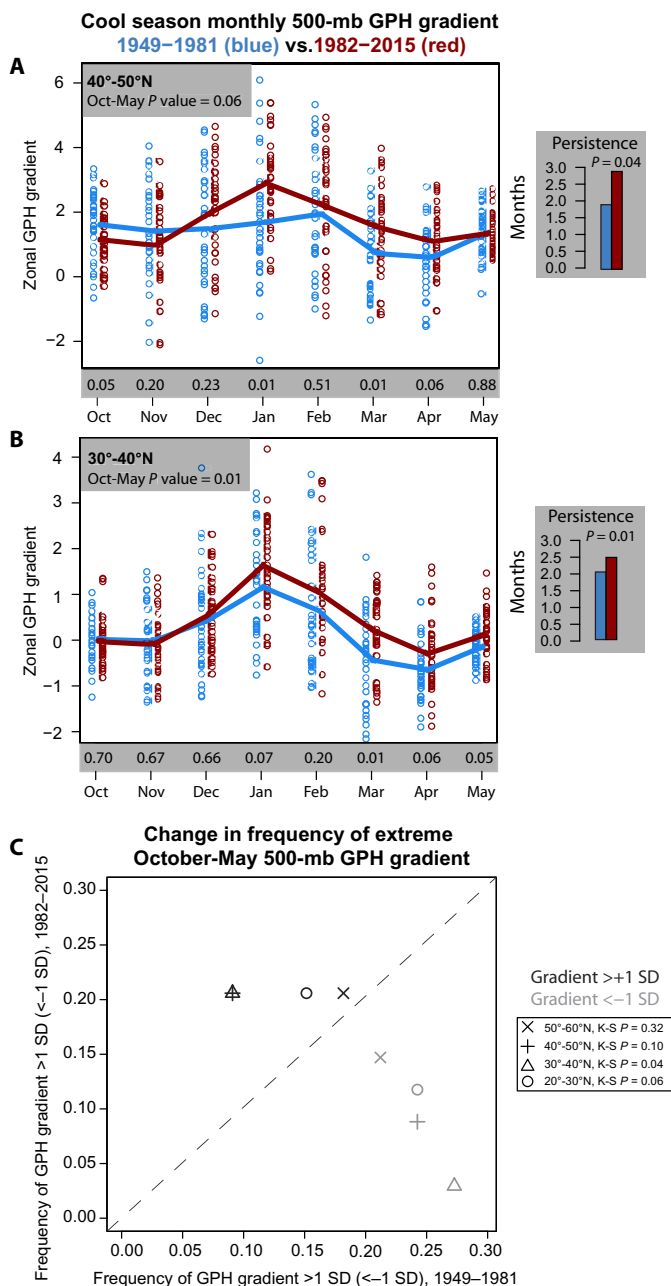 Cool season monthly 500-mb GPH gradient
1949−1981 (blue) vs.1982−2015 (red)
A
40°-50°N
Oct-May P value = 0.06
Zonal GPH gradient
6
4
2
0
−2
0.05 0.20 0.23 0.01 0.51 0.01 0.06 0.88
Oct Nov Dec Jan Feb Mar Apr May
Persistence
P = 0.04
Months
3.0
2.5
2.0
1.5
1.0
0.5
0.0
B
30°-40°N
Oct-May P value = 0.01
Zonal GPH gradient
4
3
2
1
0
−1
−2
0.70 0.67 0.66 0.07 0.20 0.01 0.06 0.05
Oct Nov Dec Jan Feb Mar Apr May
Persistence
P = 0.01
Months
3.0
2.5
2.0
1.5
1.0
0.5
0.0
C
Change in frequency of extreme
October-May 500-mb GPH gradient
Frequency of GPH gradient >1 SD (<−1 SD), 1982−2015
0.30
0.25
0.20
0.15
0.10
0.05
0.00
0.00 0.05 0.10 0.15 0.20 0.25 0.30
Frequency of GPH gradient >1 SD (<−1 SD), 1949−1981
Gradient >+1 SD
Gradient <−1 SD
50°-60°N, K-S P = 0.32
40°-50°N, K-S P = 0.10
30°-40°N, K-S P = 0.04
20°-30°N, K-S P = 0.06